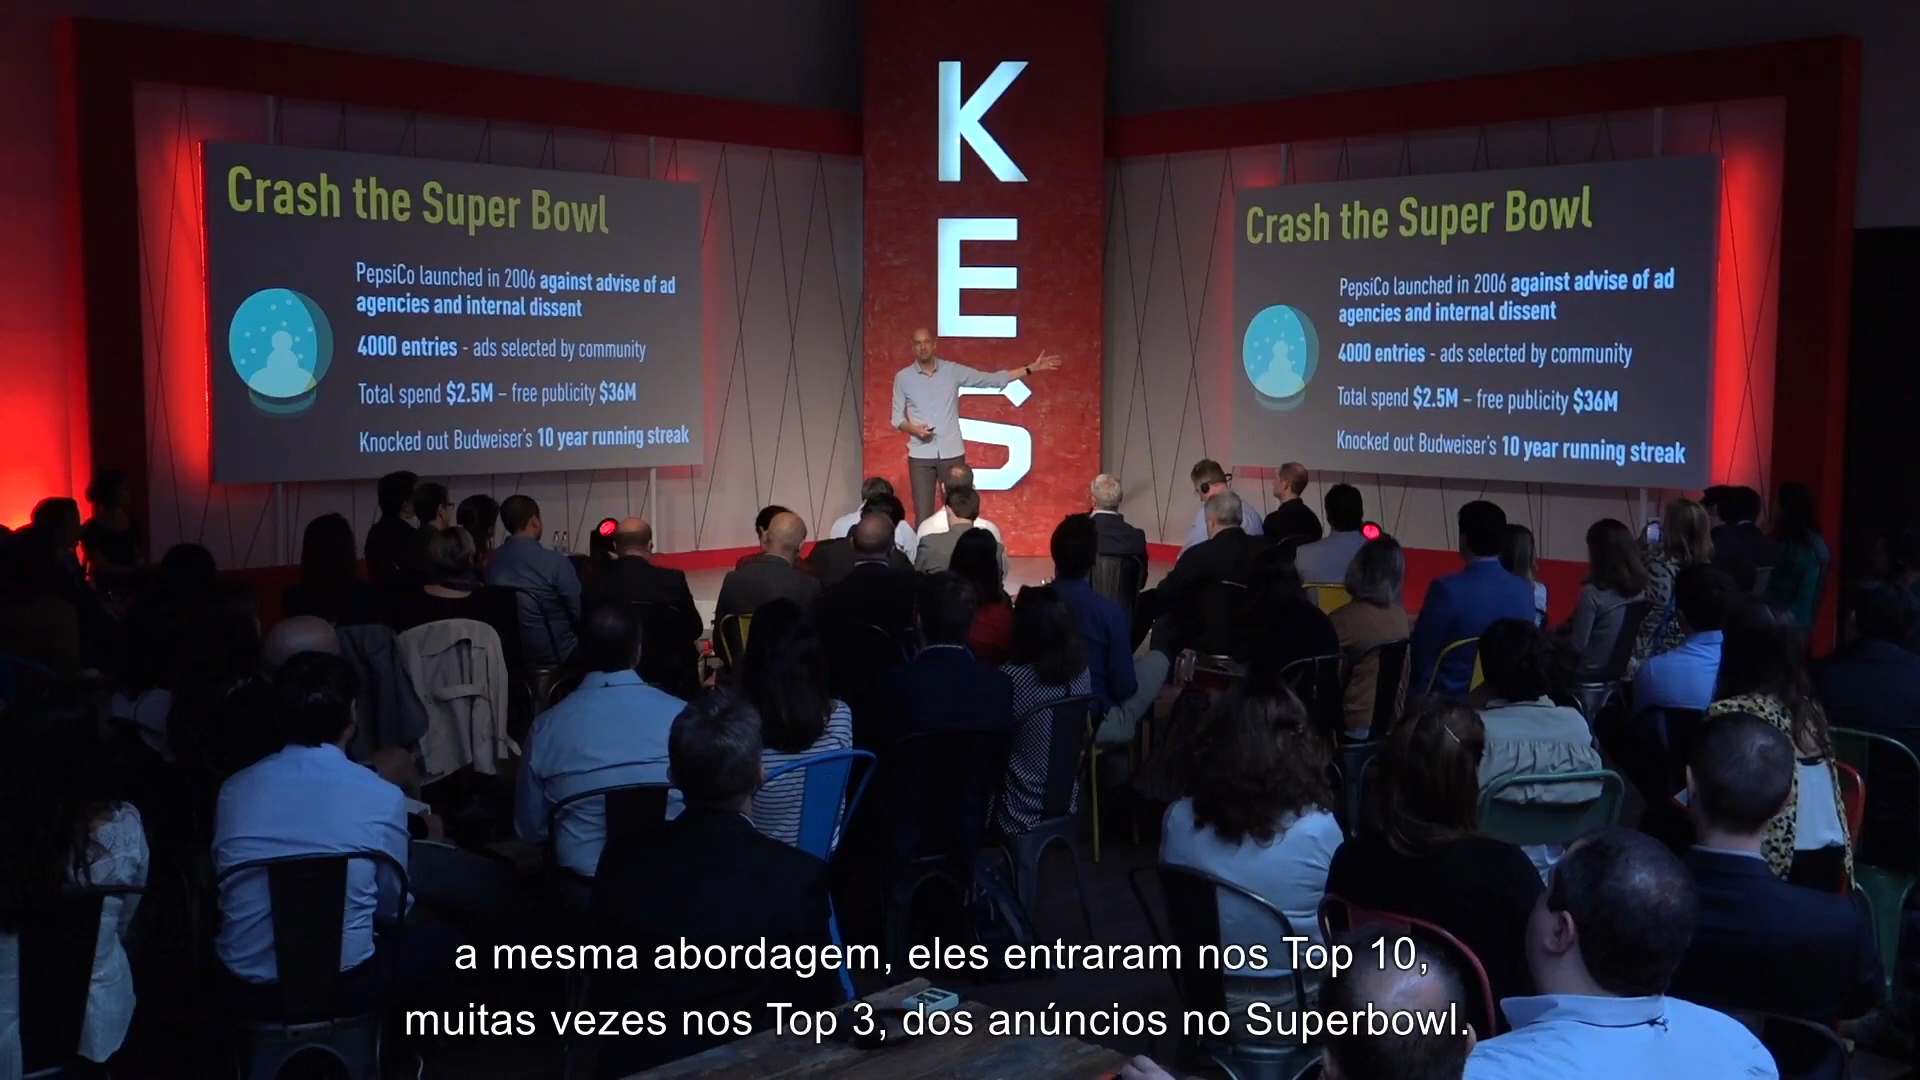 Crash the Super Bowl
PepsiCo launched in 2006 against advise of ad
agencies and internal dissent
4000 entries - ads selected by community
Total spend $2.5M – free publicity $36M
Knocked out Budweiser's 10 year running streak
K
E
S
Crash the Super Bowl
PepsiCo launched in 2006 against advise of ad
agencies and internal dissent
4000 entries - ads selected by community
Total spend $2.5M – free publicity $36M
Knocked out Budweiser's 10 year running streak
a mesma abordagem, eles entraram nos Top 10,
muitas vezes nos Top 3, dos anúncios no Superbowl.